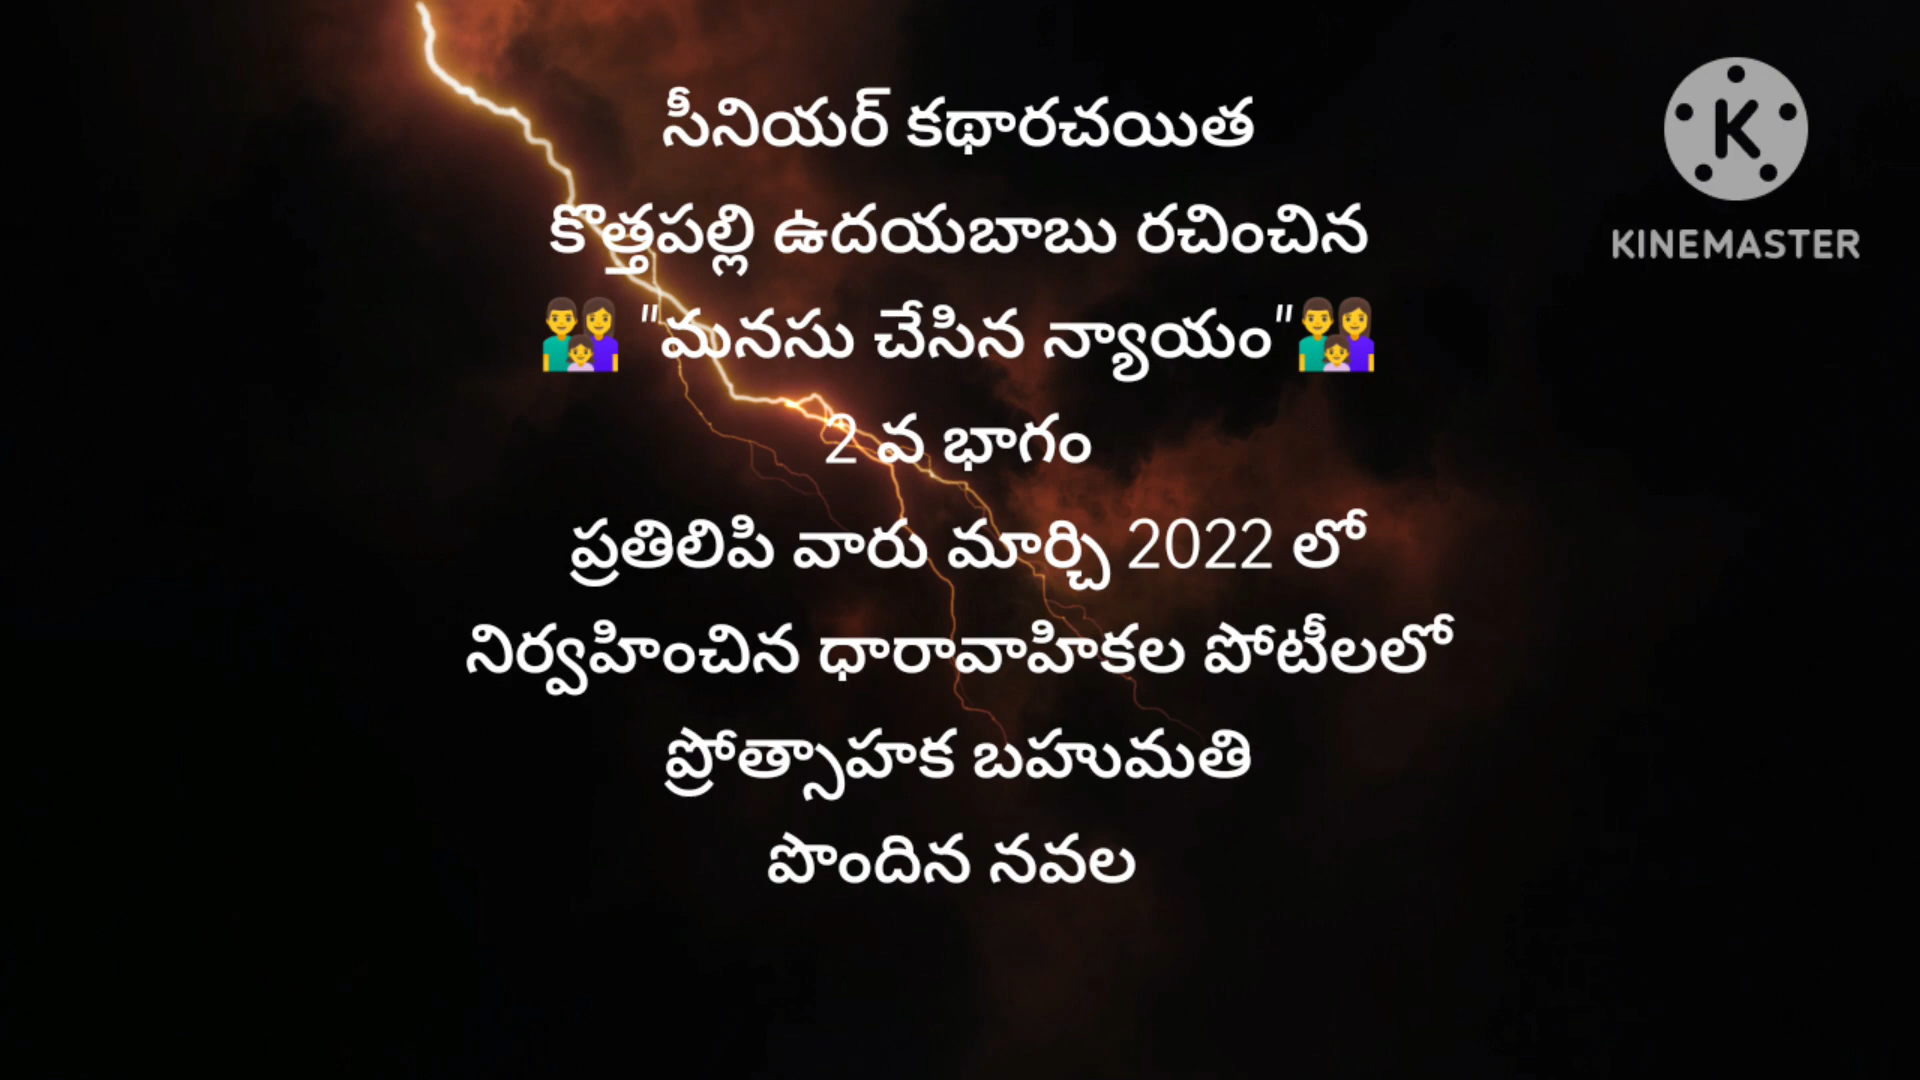 సీనియర్ కథారచయిత
కొత్తపల్లి ఉదయబాబు రచించిన
👨‍👩‍👧 "మనసు చేసిన న్యాయం"👨‍👩‍👧
2 వ భాగం
ప్రతిలిపి వారు మార్చి 2022 లో
నిర్వహించిన ధారావాహికల పోటీలలో
ప్రోత్సాహక బహుమతి
పొందిన నవల
K
KINEMASTER